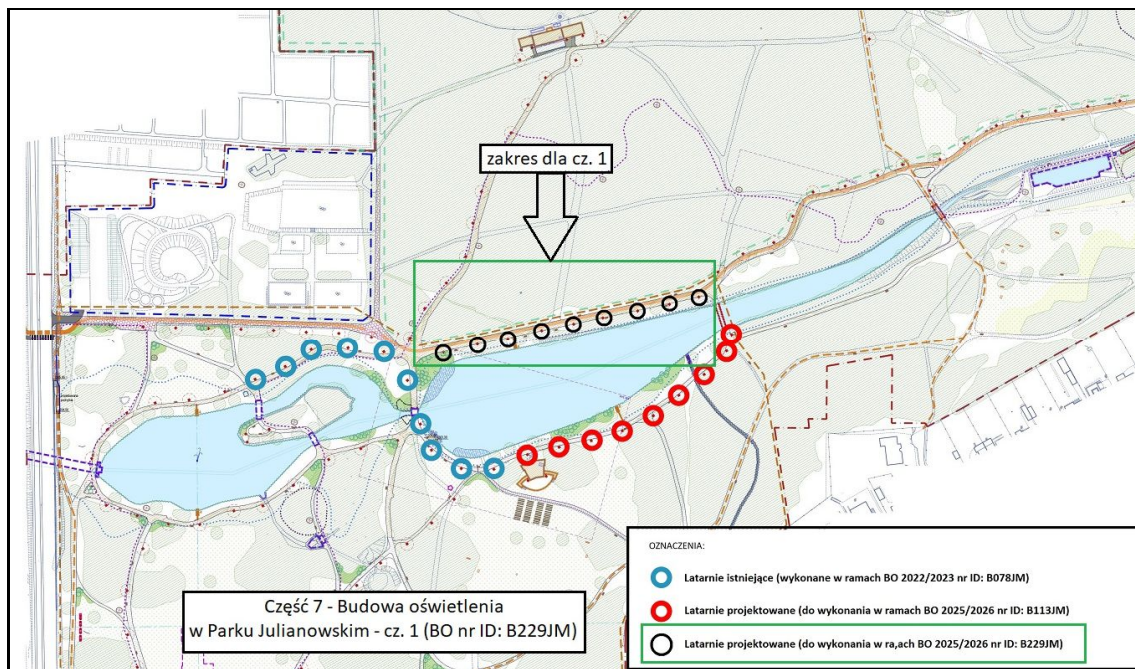 zakres dla cz. 1
Część 7 - Budowa oświetlenia
w Parku Julianowskim - cz. 1 (BO nr ID: B229JM)
OZNACZENIA:
Latarnie istniejące (wykonane w ramach BO 2022/2023 nr ID: B078JM)
Latarnie projektowane (do wykonania w ramach BO 2025/2026 nr ID: B113JM)
Latarnie projektowane (do wykonania w ra,ach BO 2025/2026 nr ID: B229JM)